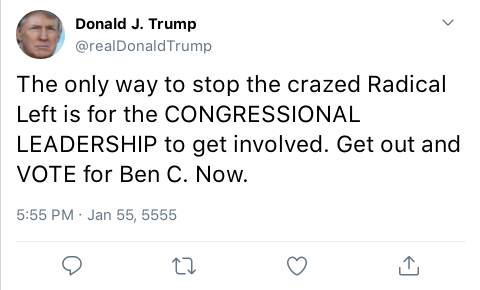 Donald J. Trump
@realDonaldTrump
The only way to stop the crazed Radical
Left is for the CONGRESSIONAL
LEADERSHIP to get involved. Get out and
VOTE for Ben C. Now.
5:55 PM · Jan 55, 5555